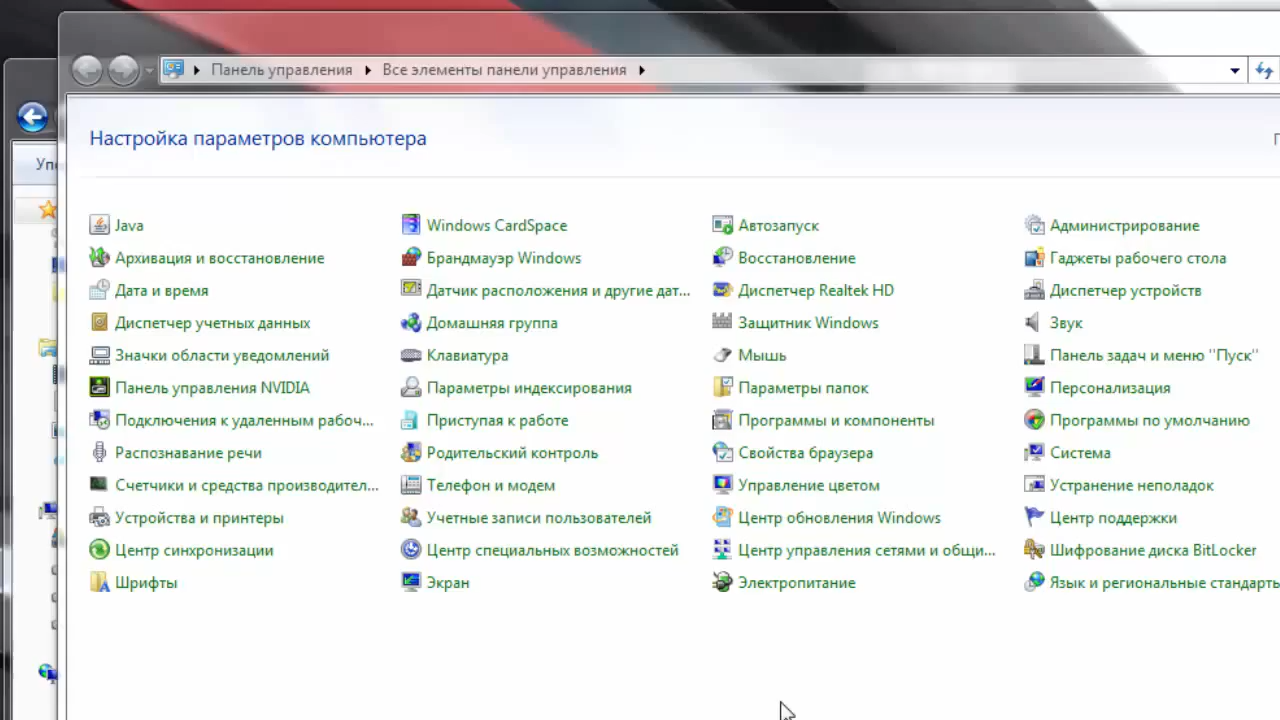 Панель управления Все элементы панели управления
Настройка параметров компьютера
Java Windows CardSpace Автозапуск Администрирование
Архивация и восстановление Брандмауэр Windows Восстановление Гаджеты рабочего стола
Дата и время Датчик расположения и другие дат... Диспетчер Realtek HD Диспетчер устройств
Диспетчер учетных данных Домашняя группа Защитник Windows Звук
Значки области уведомлений Клавиатура Мышь Панель задач и меню "Пуск"
Панель управления NVIDIA Параметры индексирования Параметры папок Персонализация
Подключения к удаленным рабоч... Приступая к работе Программы и компоненты Программы по умолчанию
Распознавание речи Родительский контроль Свойства браузера Система
Счетчики и средства производител... Телефон и модем Управление цветом Устранение неполадок
Устройства и принтеры Учетные записи пользователей Центр обновления Windows Центр поддержки
Центр синхронизации Центр специальных возможностей Центр управления сетями и общи... Шифрование диска BitLocker
Шрифты Экран Электропитание Язык и региональные стандарты